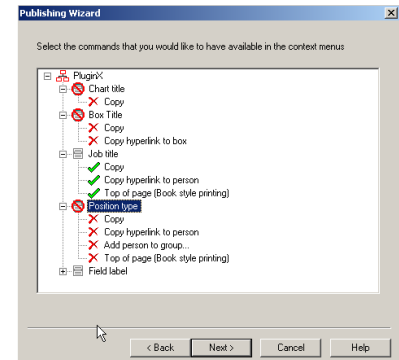 Publishing Wizard
Select the commands that you would like to have available in the context menus
PluginX
Chart title
Copy
Box Title
Copy
Copy hyperlink to box
Job title
Copy
Copy hyperlink to person
Top of page (Book style printing)
Position type
Copy
Copy hyperlink to person
Add person to group...
Top of page (Book style printing)
Field label
< Back Next > Cancel Help